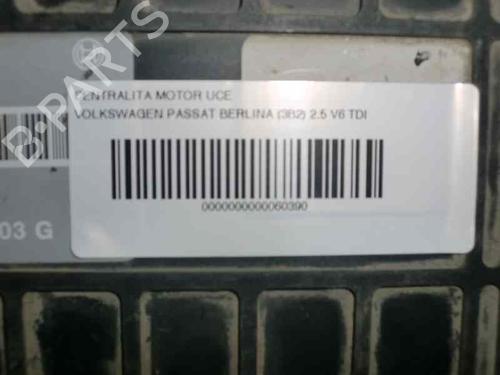 B-PARTS
CENTRALITA MOTOR UCE
VOLKSWAGEN PASSAT BERLINA (3B2) 2.5 V6 TDI
0000000000060390
03 G